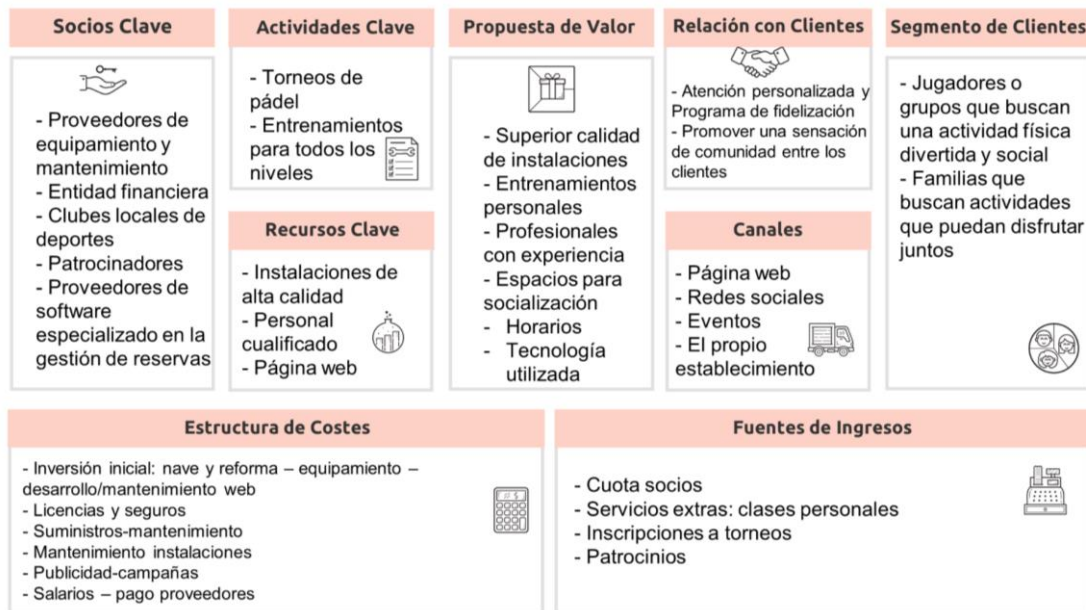 Socios Clave
- Proveedores de
equipamiento y
mantenimiento
- Entidad financiera
- Clubes locales de
deportes
- Patrocinadores
- Proveedores de
software
especializado en la
gestión de reservas
Actividades Clave
- Torneos de
pádel
- Entrenamientos
para todos los
niveles
Recursos Clave
- Instalaciones de
alta calidad
- Personal
cualificado
- Página web
Propuesta de Valor
- Superior calidad
de instalaciones
- Entrenamientos
personales
- Profesionales
con experiencia
- Espacios para
socialización
- Horarios
- Tecnología
utilizada
Relación con Clientes
- Atención personalizada y
Programa de fidelización
- Promover una sensación
de comunidad entre los
clientes
Canales
- Página web
- Redes sociales
- Eventos
- El propio
establecimiento
Segmento de Clientes
- Jugadores o
grupos que buscan
una actividad física
divertida y social
- Familias que
buscan actividades
que puedan disfrutar
juntos
Estructura de Costes
- Inversión inicial: nave y reforma – equipamiento –
desarrollo/mantenimiento web
- Licencias y seguros
- Suministros-mantenimiento
- Mantenimiento instalaciones
- Publicidad-campañas
- Salarios – pago proveedores
Fuentes de Ingresos
- Cuota socios
- Servicios extras: clases personales
- Inscripciones a torneos
- Patrocinios